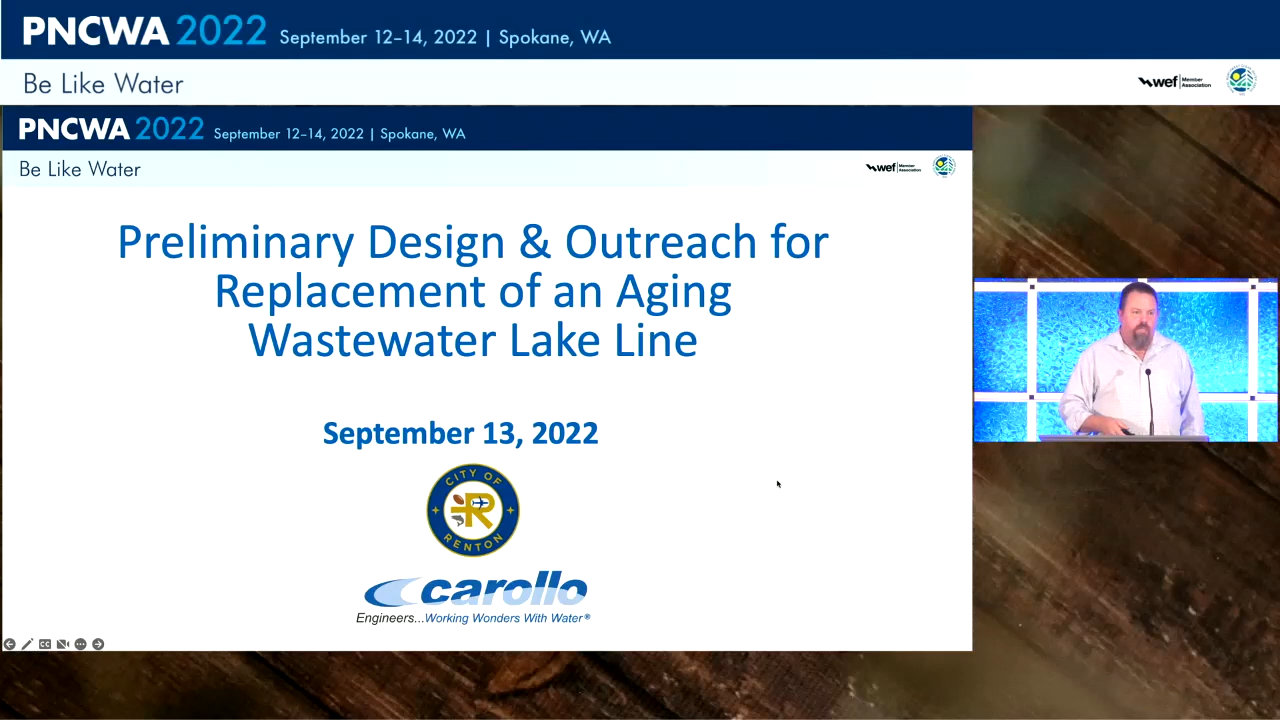 PNCWA 2022 September 12–14, 2022 | Spokane, WA
Be Like Water
wef Member Association
PNCWA 2022 September 12–14, 2022 | Spokane, WA
Be Like Water
wef Member Association
Preliminary Design & Outreach for
Replacement of an Aging
Wastewater Lake Line
September 13, 2022
CITY OF
R
RENTON
carollo
Engineers...Working Wonders With Water®
CC